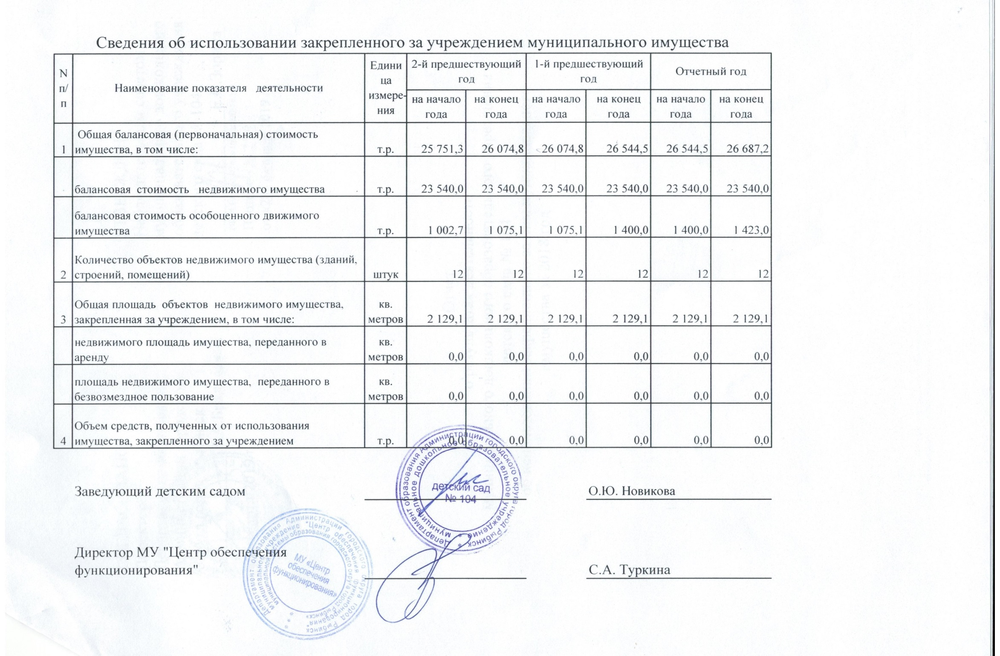 Сведения об использовании закрепленного за учреждением муниципального имущества
N п/п Наименование показателя деятельности Едини ца измере- ния 2-й предшествующий год 1-й предшествующий год Отчетный год
на начало года на конец года на начало года на конец года на начало года на конец года
Общая балансовая (первоначальная) стоимость
1 имущества, в том числе: т.р. 25 751,3 26 074,8 26 074,8 26 544,5 26 544,5 26 687,2
балансовая стоимость недвижимого имущества т.р. 23 540,0 23 540,0 23 540,0 23 540,0 23 540,0 23 540,0
балансовая стоимость особоценного движимого
имущества т.р. 1 002,7 1 075,1 1 075,1 1 400,0 1 400,0 1 423,0
Количество объектов недвижимого имущества (зданий,
2 строений, помещений) штук 12 12 12 12 12 12
Общая площадь объектов недвижимого имущества, кв.
3 закрепленная за учреждением, в том числе: метров 2 129,1 2 129,1 2 129,1 2 129,1 2 129,1 2 129,1
недвижимого площадь имущества, переданного в кв.
аренду метров 0,0 0,0 0,0 0,0 0,0 0,0
площадь недвижимого имущества, переданного в кв.
безвозмездное пользование метров 0,0 0,0 0,0 0,0 0,0 0,0
Объем средств, полученных от использования
4 имущества, закрепленного за учреждением т.р. 0,0 0,0 0,0 0,0 0,0 0,0
Заведующий детским садом О.Ю. Новикова
Департамент образования Администрации городского округа город Рыбинск *
муниципальное дошкольное образовательное учреждение *
детский сад
№ 104
Директор МУ "Центр обеспечения
функционирования" С.А. Туркина
Департамент образования Администрации городского округа город Рыбинск *
муниципальное учреждение "Центр обеспечения функционирования" *
муниципальной системы образования городского округа город Рыбинск» *
МУ «Центр
обеспечения
функционирования»